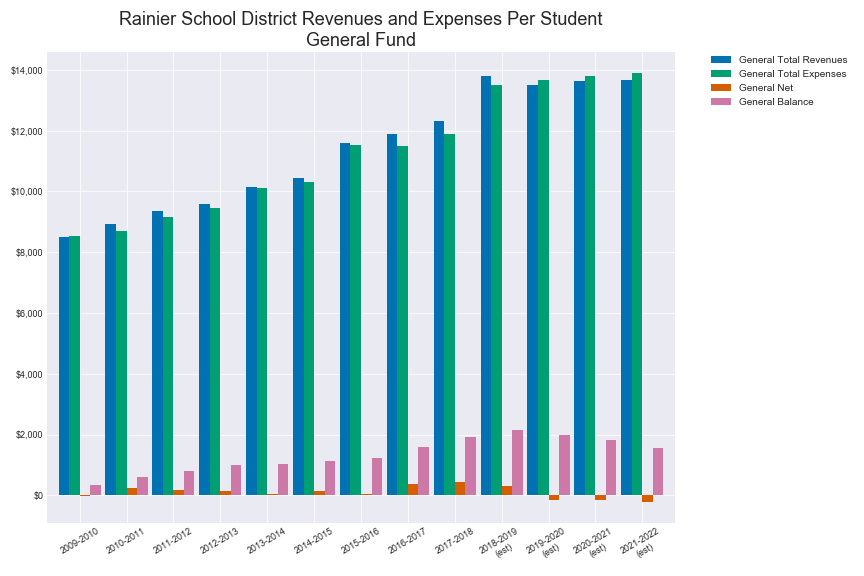 Rainier School District Revenues and Expenses Per Student
General Fund
General Total Revenues
General Total Expenses
General Net
General Balance
$14,000
$12,000
$10,000
$8,000
$6,000
$4,000
$2,000
$0
2009-2010
2010-2011
2011-2012
2012-2013
2013-2014
2014-2015
2015-2016
2016-2017
2017-2018
2018-2019
(est)
2019-2020
(est)
2020-2021
(est)
2021-2022
(est)